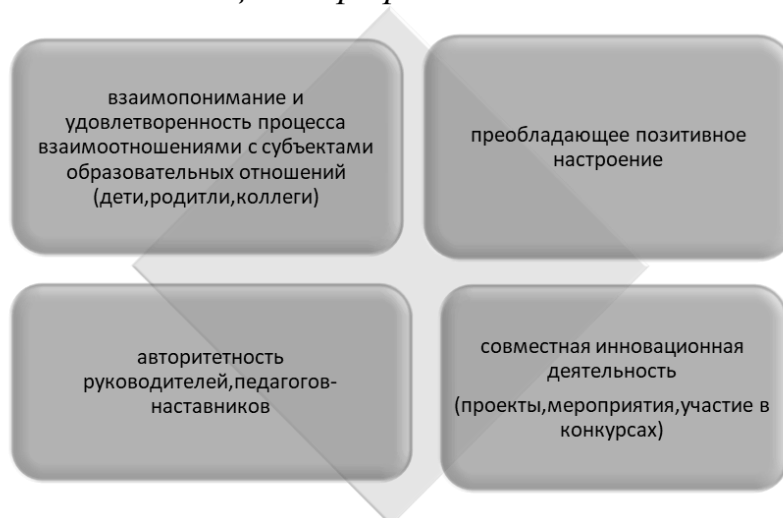 взаимопонимание и
удовлетворенность процесса
взаимоотношениями с субъектами
образовательных отношений
(дети,родитли,коллеги)
преобладающее позитивное
настроение
авторитетность
руководителей,педагогов-
наставников
совместная инновационная
деятельность
(проекты,мероприятия,участие в
конкурсах)